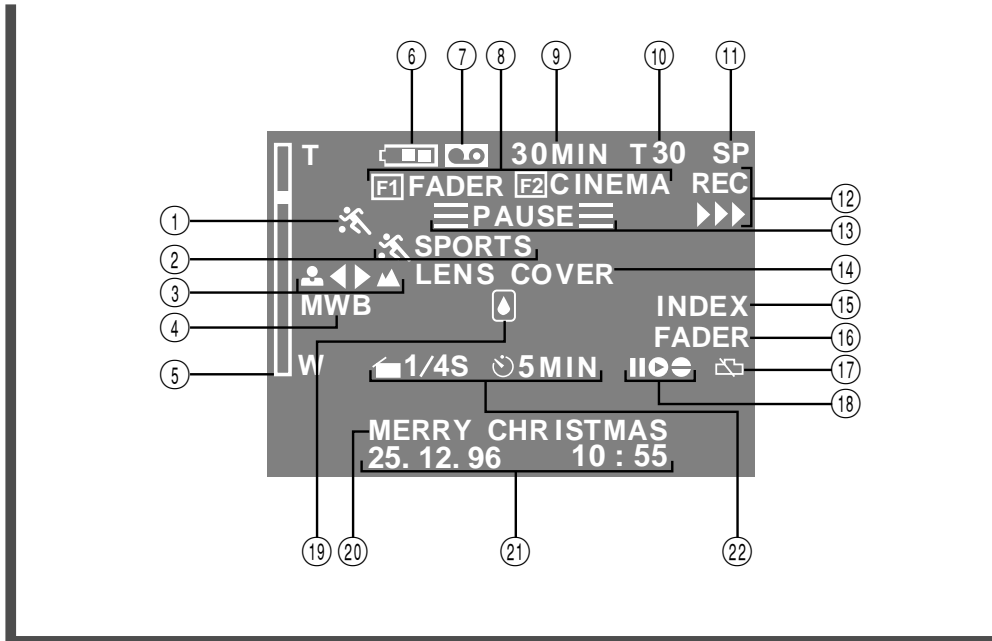 6 7 8 9 10 11
T 30MIN T30 SP
F1 FADER F2 CINEMA REC
12
1 PAUSE 13
2 SPORTS
3 LENS COVER 14
4 MWB INDEX 15
FADER 16
5 W 1/4S 5MIN 17
18
MERRY CHRISTMAS
25. 12. 96 10 : 55
19 20 21 22